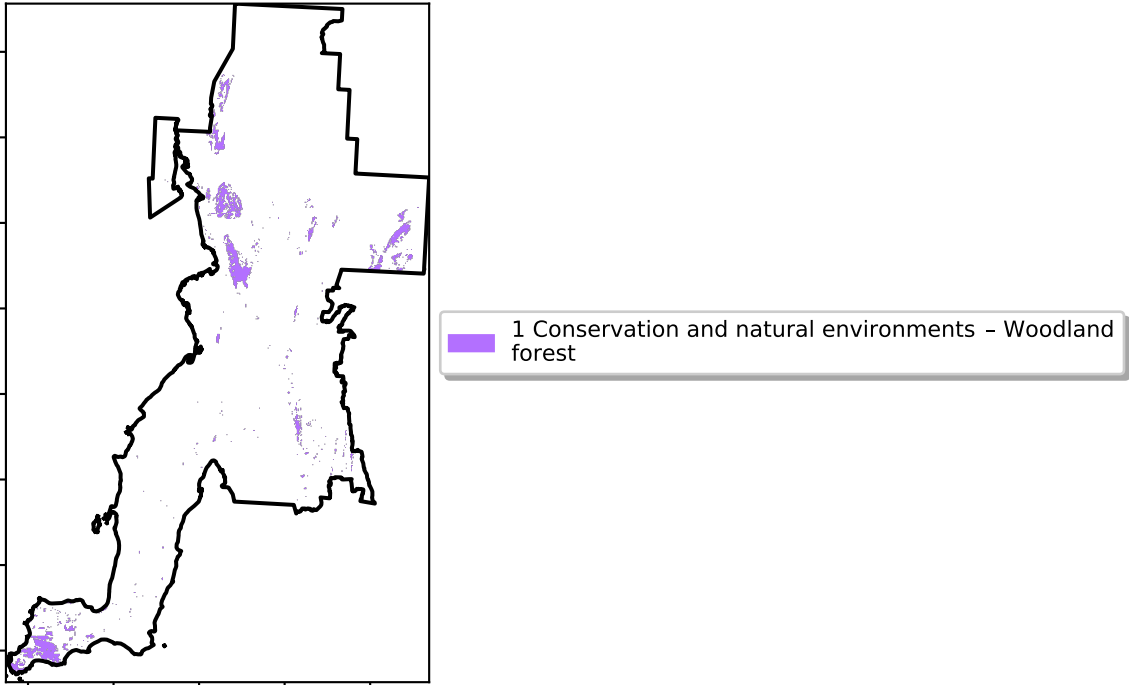 1 Conservation and natural environments – Woodland
forest